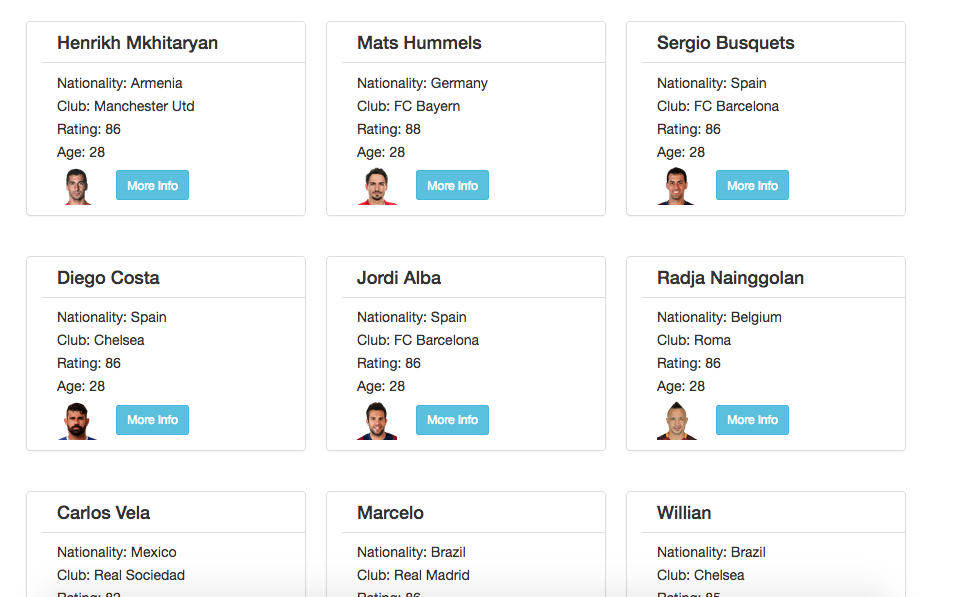 Henrikh Mkhitaryan
Nationality: Armenia
Club: Manchester Utd
Rating: 86
Age: 28
More Info
Mats Hummels
Nationality: Germany
Club: FC Bayern
Rating: 88
Age: 28
More Info
Sergio Busquets
Nationality: Spain
Club: FC Barcelona
Rating: 86
Age: 28
More Info
Diego Costa
Nationality: Spain
Club: Chelsea
Rating: 86
Age: 28
More Info
Jordi Alba
Nationality: Spain
Club: FC Barcelona
Rating: 86
Age: 28
More Info
Radja Nainggolan
Nationality: Belgium
Club: Roma
Rating: 86
Age: 28
More Info
Carlos Vela
Nationality: Mexico
Club: Real Sociedad
Rating:
Marcelo
Nationality: Brazil
Club: Real Madrid
Rating:
Willian
Nationality: Brazil
Club: Chelsea
Rating: